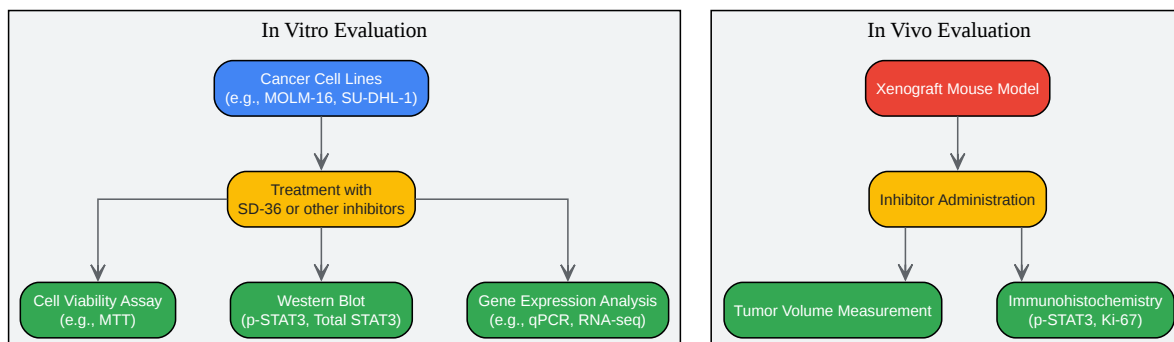 In Vitro Evaluation
Cancer Cell Lines
(e.g., MOLM-16, SU-DHL-1)
Treatment with
SD-36 or other inhibitors
Cell Viability Assay
(e.g., MTT)
Western Blot
(p-STAT3, Total STAT3)
Gene Expression Analysis
(e.g., qPCR, RNA-seq)
In Vivo Evaluation
Xenograft Mouse Model
Inhibitor Administration
Tumor Volume Measurement
Immunohistochemistry
(p-STAT3, Ki-67)